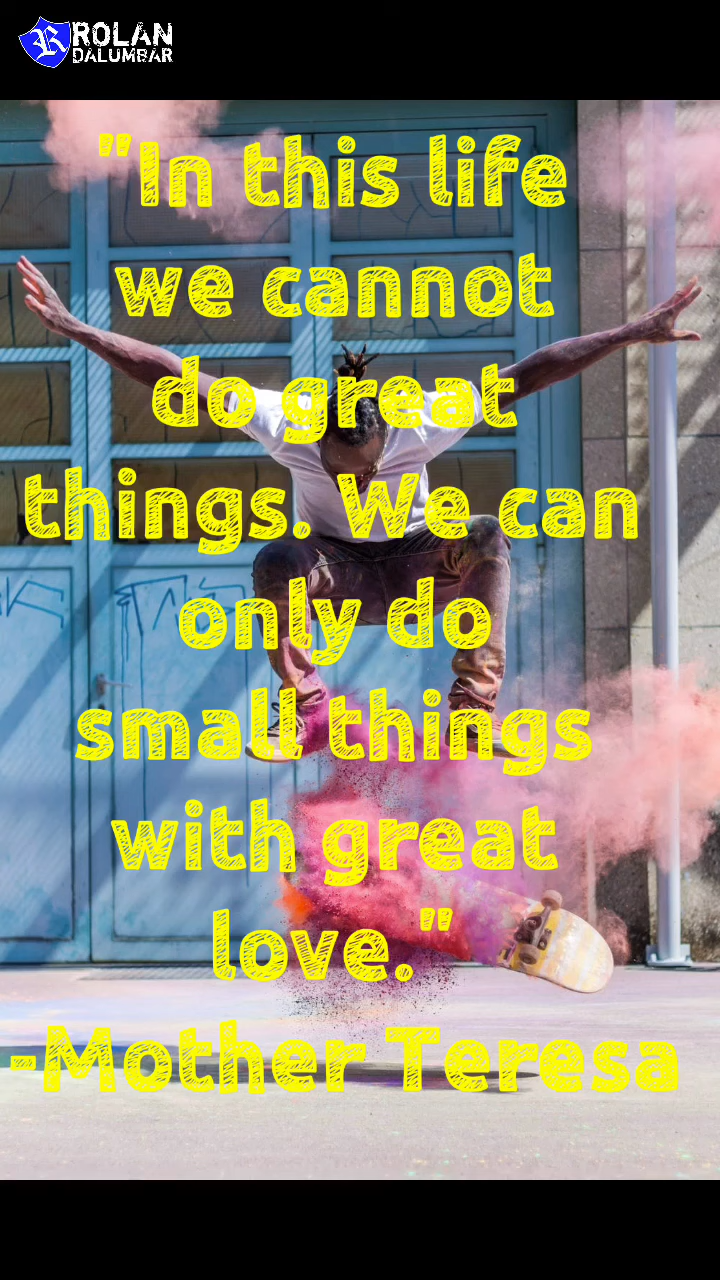 ROLAN
DALUMBAR
"In this life
we cannot
do great
things. We can
only do
small things
with great
love."
-Mother Teresa